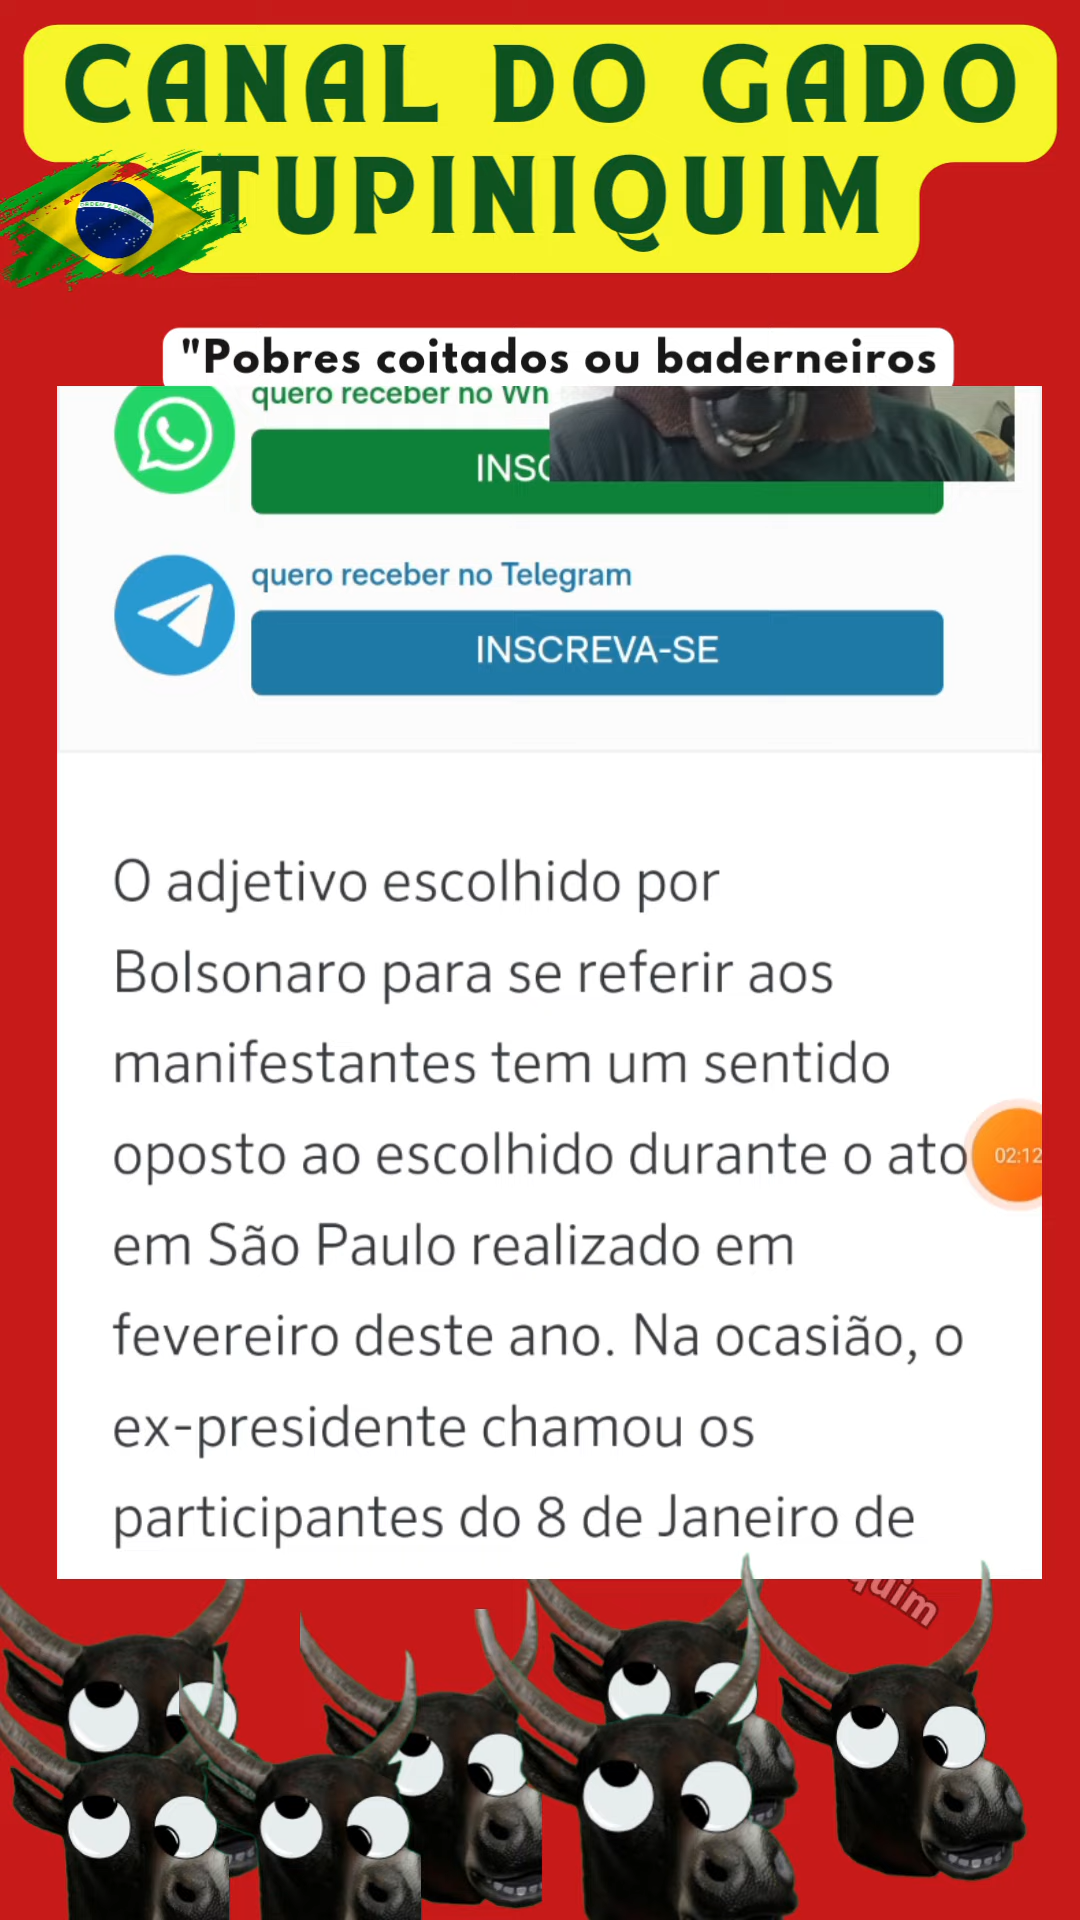 CANAL DO GADO
TUPINIQUIM
"Pobres coitados ou baderneiros
quero receber no Wh
INSC
quero receber no Telegram
INSCREVA-SE
O adjetivo escolhido por
Bolsonaro para se referir aos
manifestantes tem um sentido
oposto ao escolhido durante o ato
02:12
em São Paulo realizado em
fevereiro deste ano. Na ocasião, o
ex-presidente chamou os
participantes do 8 de Janeiro de
quim